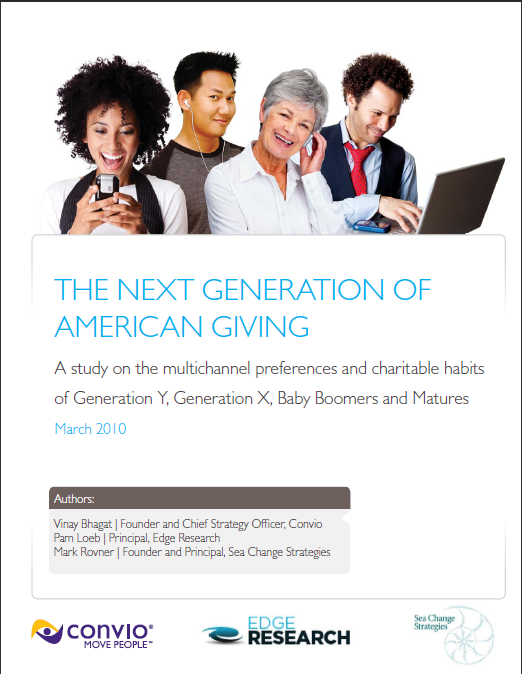 THE NEXT GENERATION OF
AMERICAN GIVING
A study on the multichannel preferences and charitable habits
of Generation Y, Generation X, Baby Boomers and Matures
March 2010
Authors:
Vinay Bhagat | Founder and Chief Strategy Officer, Convio
Pam Loeb | Principal, Edge Research
Mark Rovner | Founder and Principal, Sea Change Strategies
CONVIO®
MOVE PEOPLE™
EDGE
RESEARCH
Sea Change
Strategies